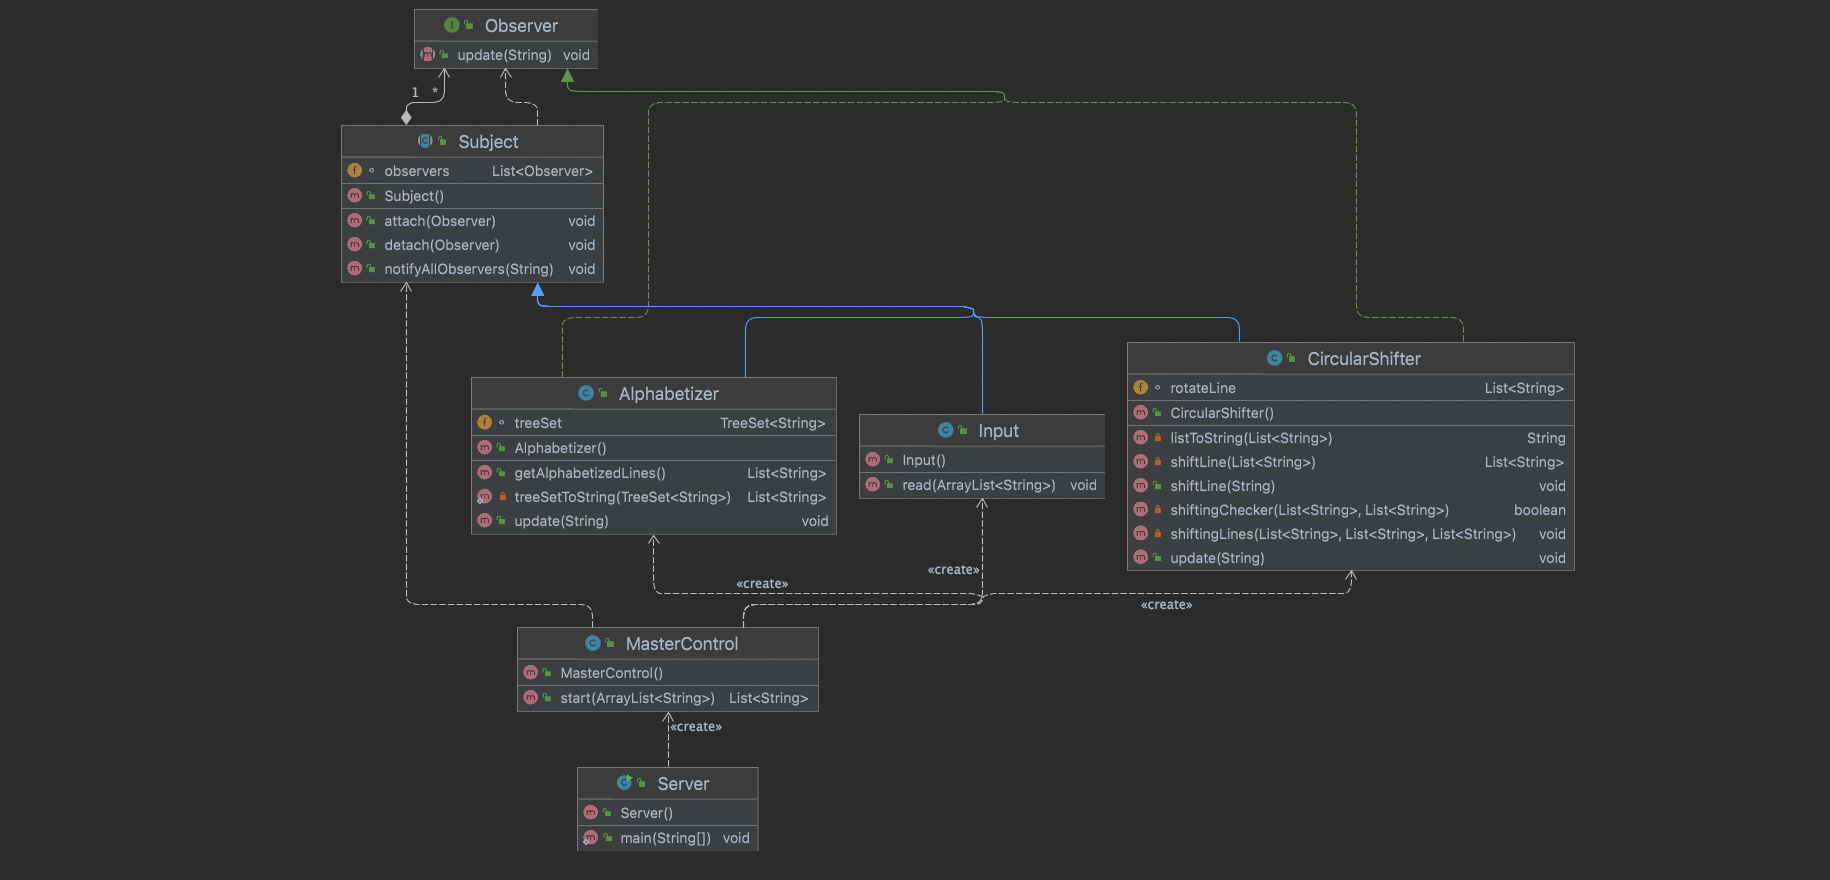 Observer
update(String) void
1 *
Subject
observers List<Observer>
Subject()
attach(Observer) void
detach(Observer) void
notifyAllObservers(String) void
CircularShifter
rotateLine List<String>
CircularShifter()
listToString(List<String>) String
shiftLine(List<String>) List<String>
shiftLine(String) void
shiftingChecker(List<String>, List<String>) boolean
shiftingLines(List<String>, List<String>, List<String>) void
update(String) void
Alphabetizer
treeSet TreeSet<String>
Alphabetizer()
getAlphabetizedLines() List<String>
treeSetToString(TreeSet<String>) List<String>
update(String) void
Input
Input()
read(ArrayList<String>) void
«create»
«create»
«create»
MasterControl
MasterControl()
start(ArrayList<String>) List<String>
«create»
Server
Server()
main(String[]) void